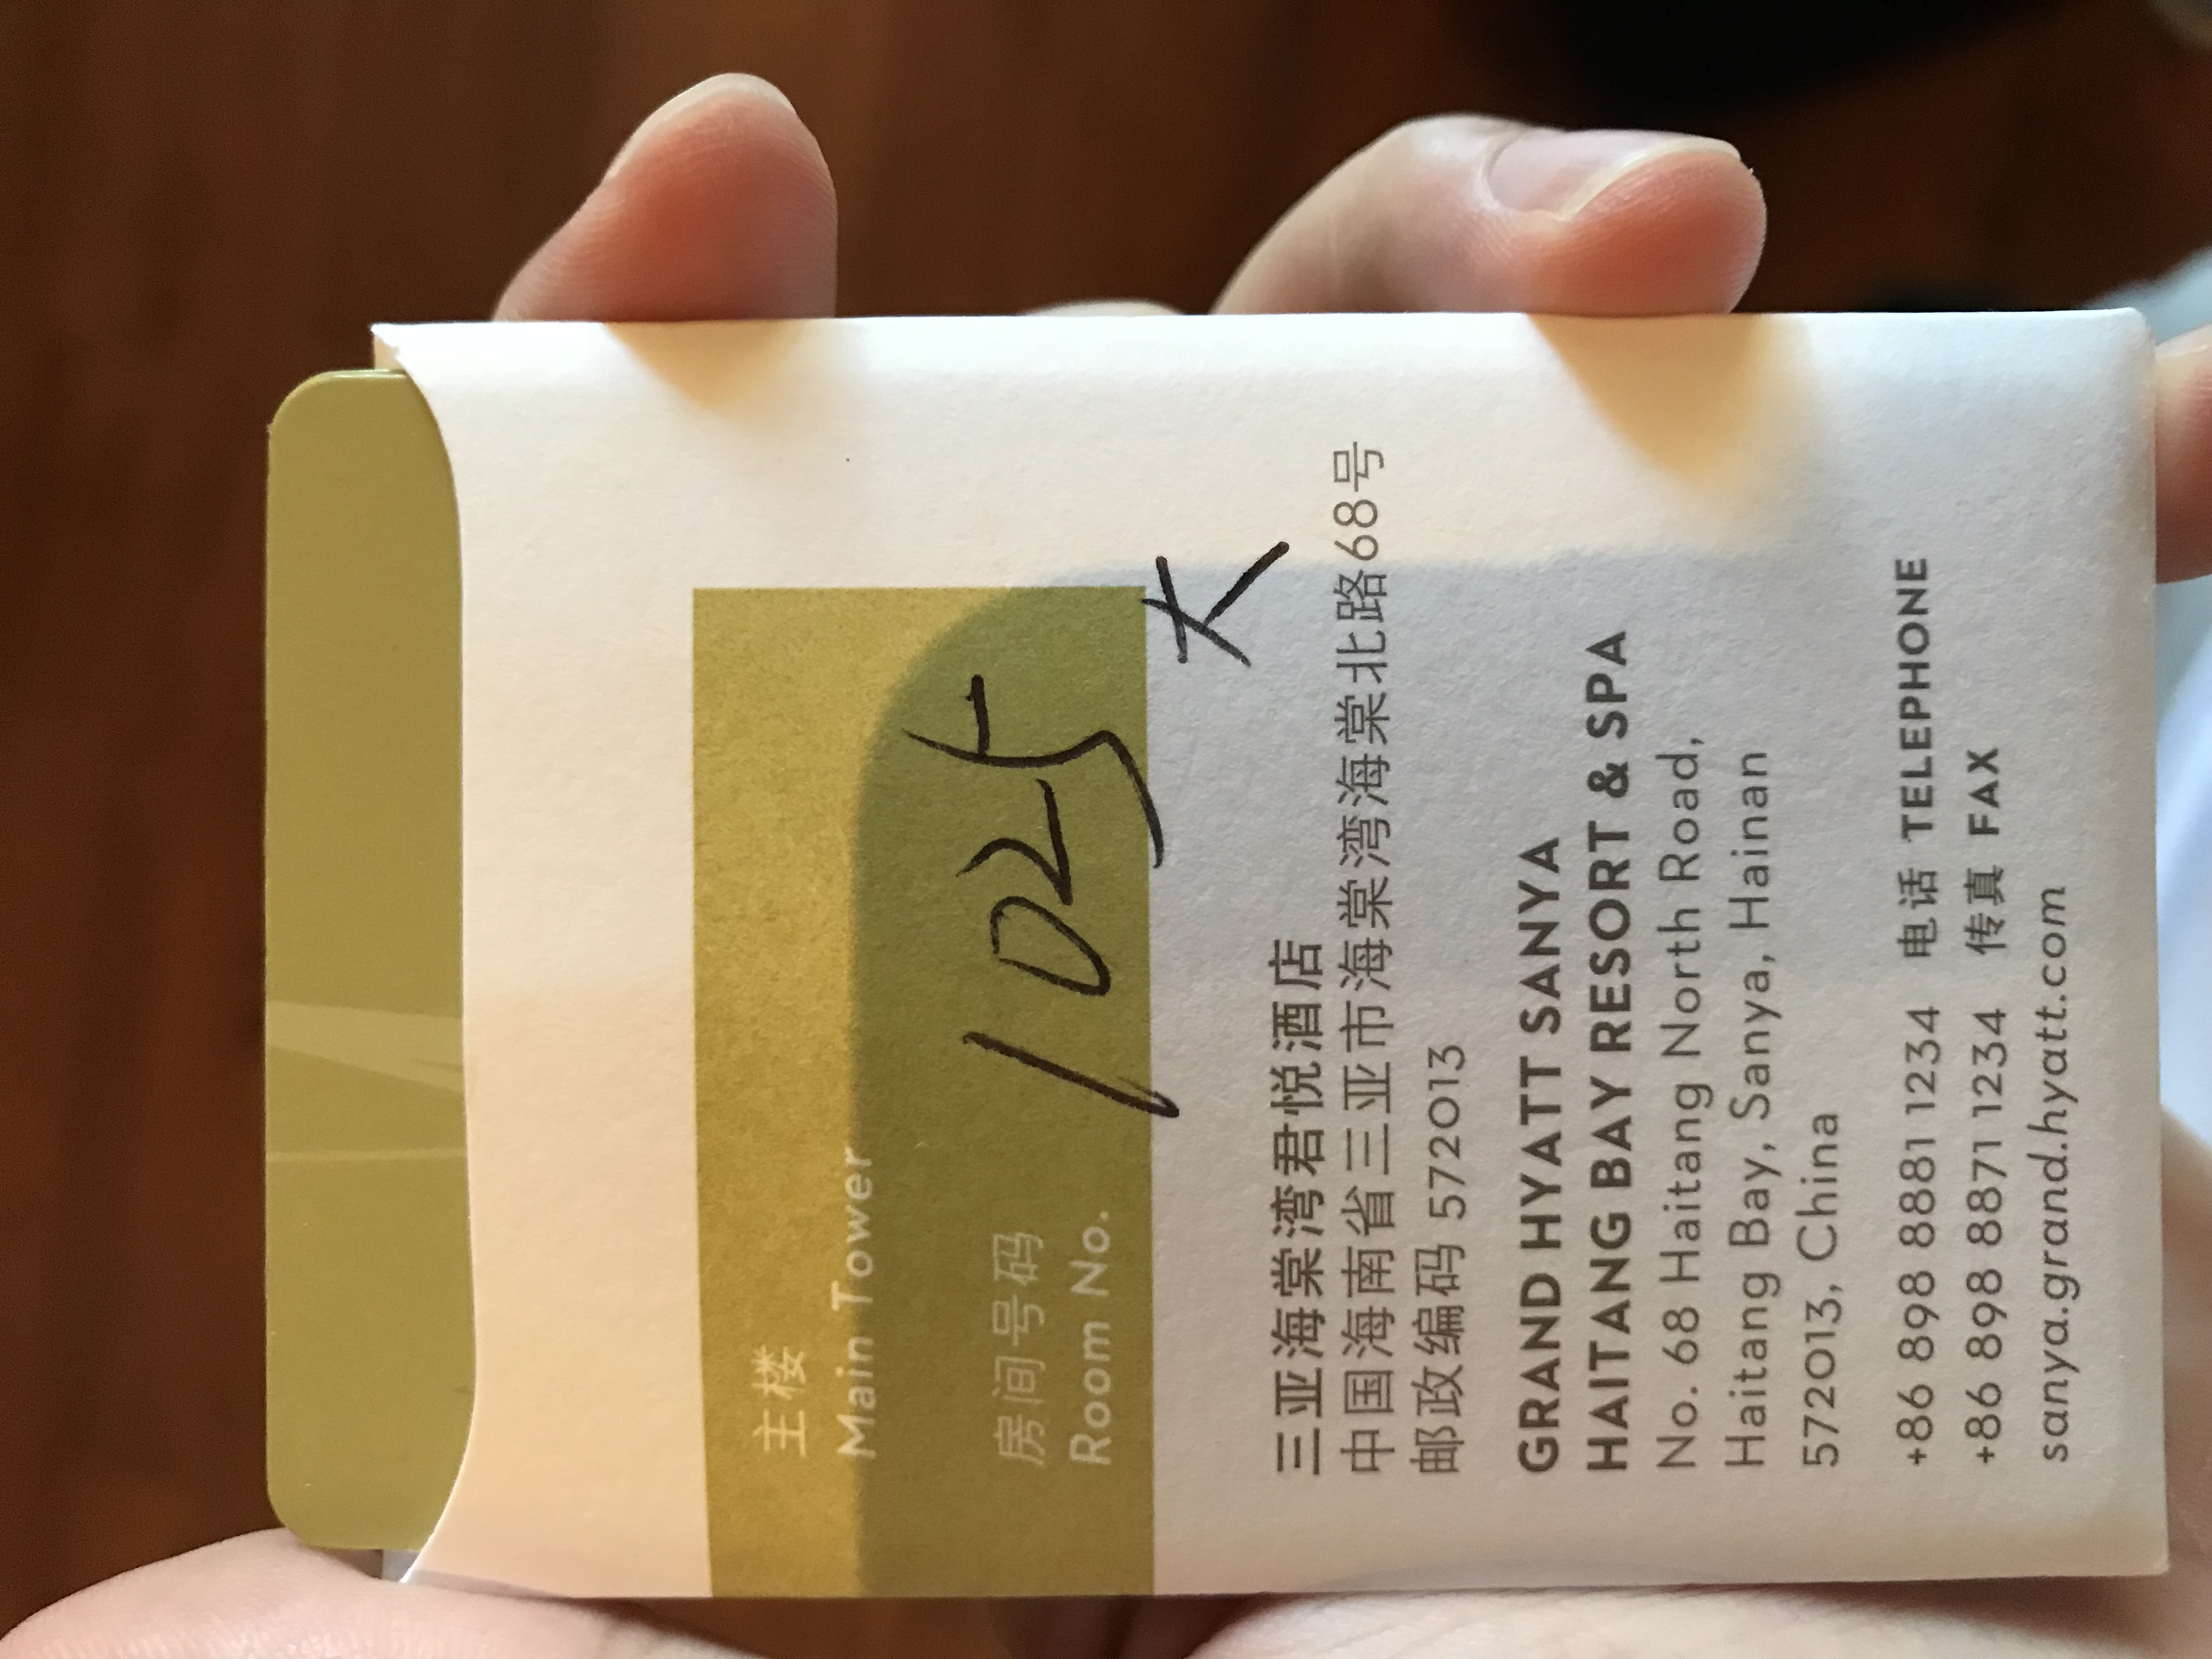 主楼
Main Tower
房间号码
Room No. 1025
K
三亚海棠湾君悦酒店
中国海南省三亚市海棠湾海棠北路68号
邮政编码 572013
GRAND HYATT SANYA
HAITANG BAY RESORT & SPA
No. 68 Haitang North Road,
Haitang Bay, Sanya, Hainan
572013, China
+86 898 8881 1234 电话 TELEPHONE
+86 898 8871 1234 传真 FAX
sanya.grand.hyatt.com